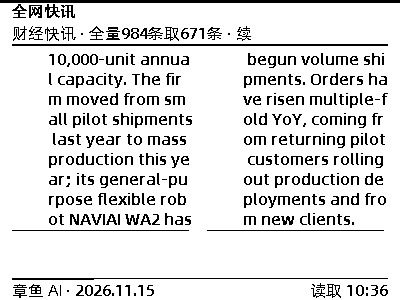 全网快讯
财经快讯 · 全量984条取671条 · 续
10,000-unit annua
l capacity. The fir
m moved from sm
all pilot shipments
last year to mass
production this ye
ar; its general-pu
rpose flexible rob
ot NAVIAI WA2 has
begun volume shi
pments. Orders ha
ve risen multiple-f
old YoY, coming fr
om returning pilot
customers rolling
out production de
ployments and fro
m new clients.
章鱼 AI · 2026.11.15
读取 10:36